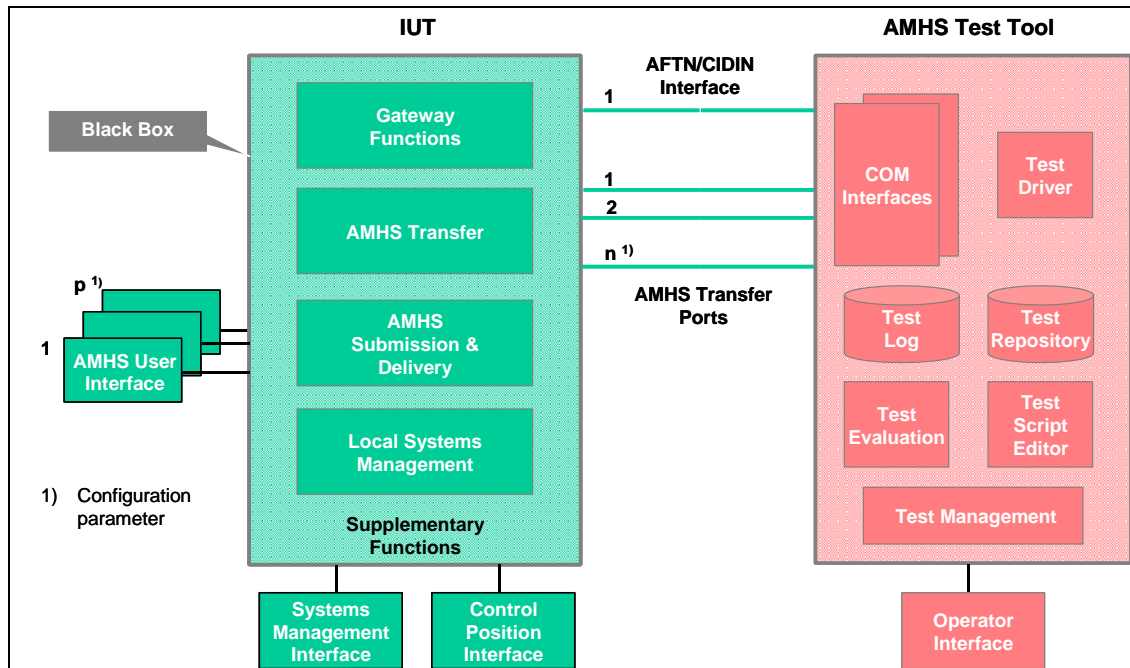 IUT
AMHS Test Tool
AFTN/CIDIN
Interface
1
Gateway
Functions
Black Box
COM
Interfaces
Test
Driver
1
2
AMHS Transfer
n 1)
AMHS Transfer
Ports
p 1)
1
AMHS User
Interface
AMHS
Submission &
Delivery
Test
Log
Test
Repository
Local Systems
Management
Test
Evaluation
Test
Script
Editor
1) Configuration
parameter
Supplementary
Functions
Test Management
Systems
Management
Interface
Control
Position
Interface
Operator
Interface